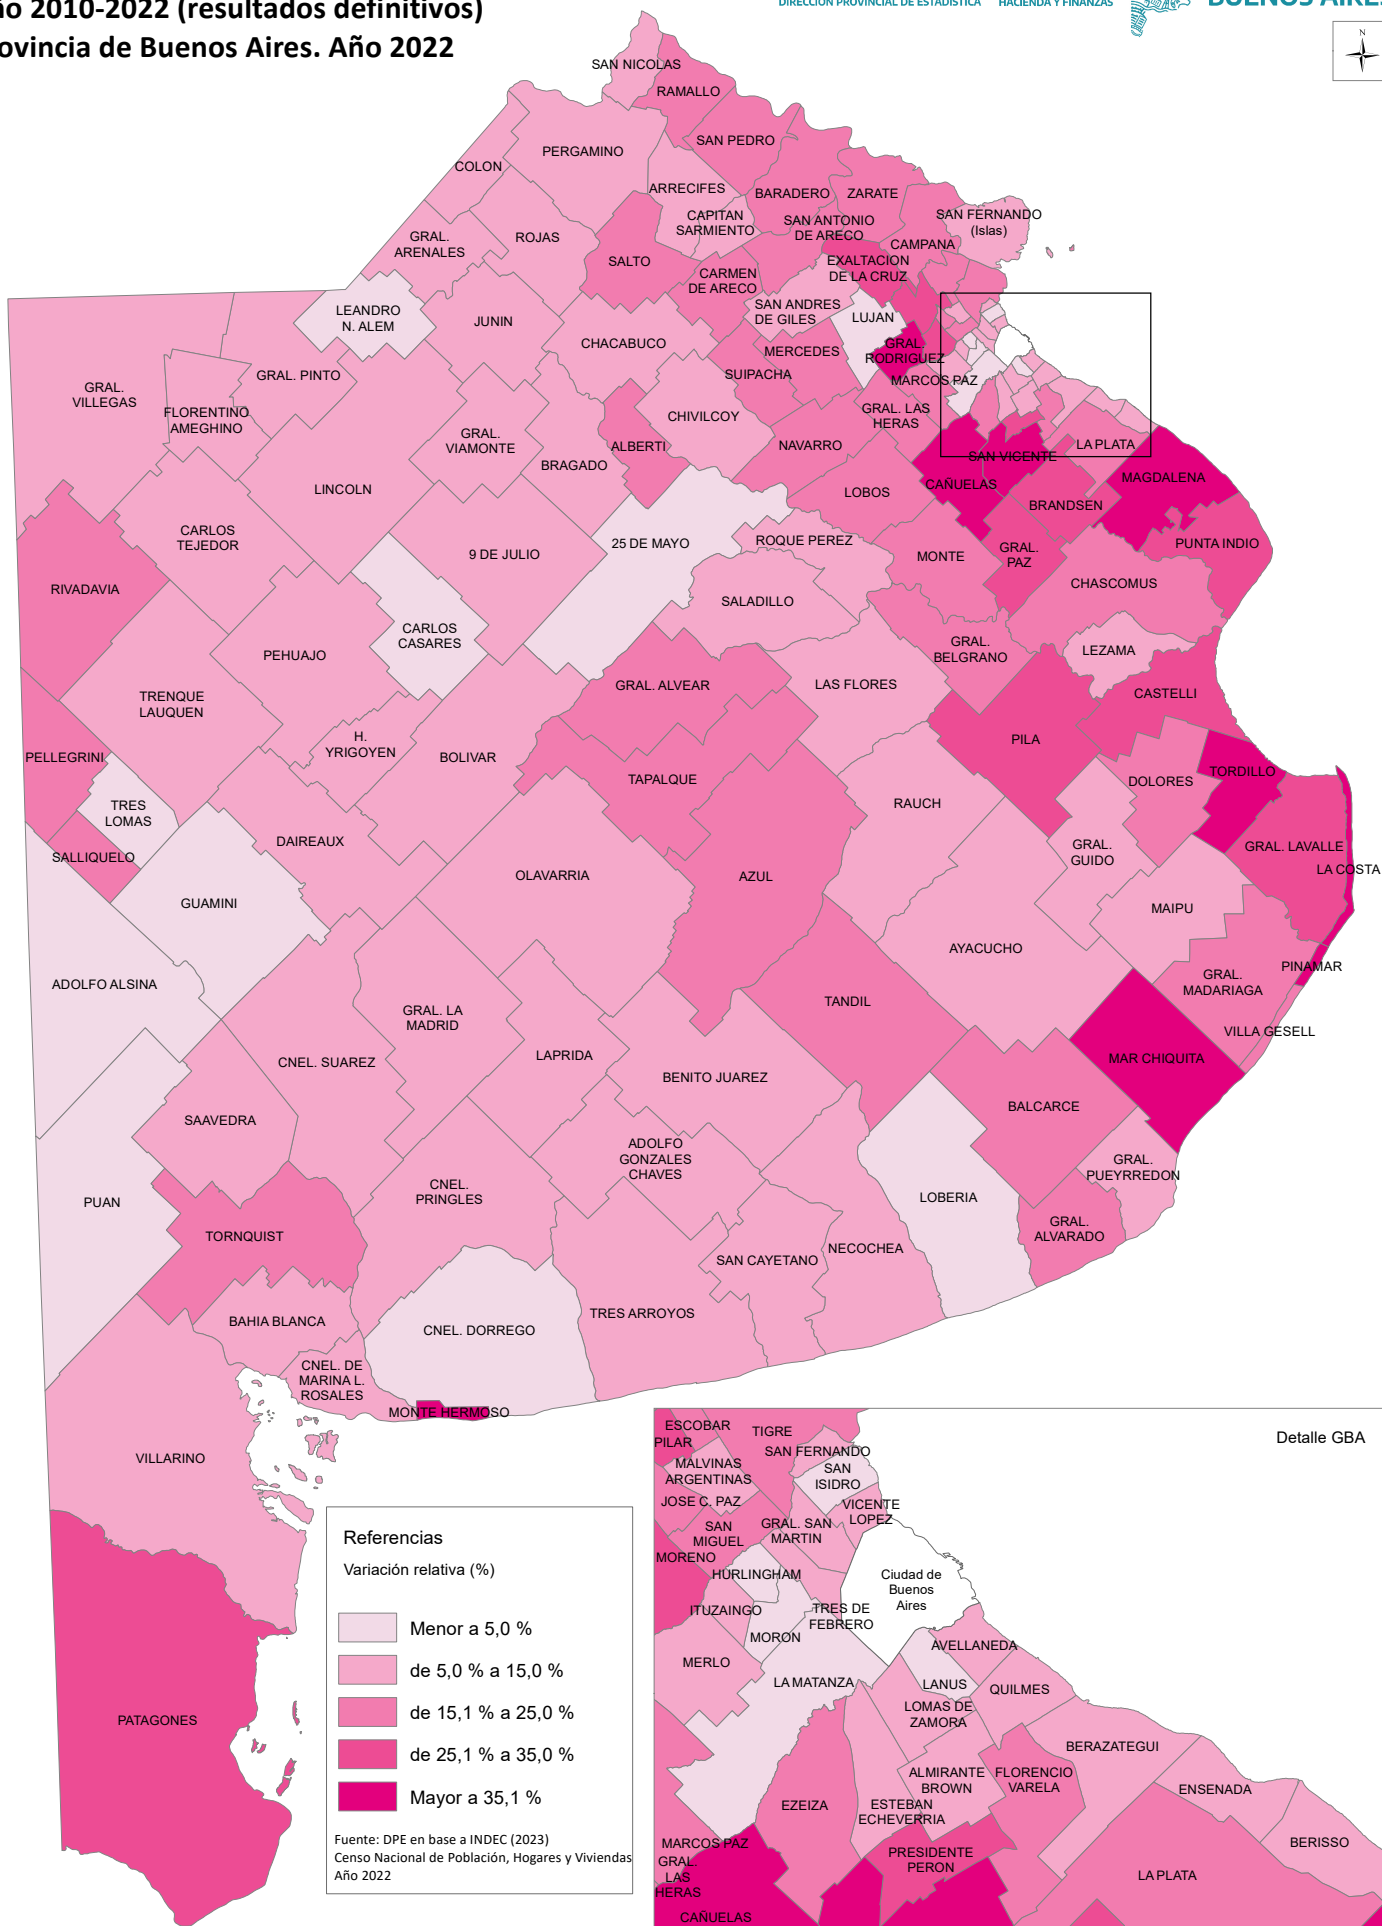 ño 2010-2022 (resultados definitivos)
ovincia de Buenos Aires. Año 2022
DIRECCIÓN PROVINCIAL DE ESTADÍSTICA
HACIENDA Y FINANZAS
BUENOS AIRES
N
SAN NICOLAS
RAMALLO
SAN PEDRO
PERGAMINO
COLON
ARRECIFES
BARADERO
ZARATE
CAPITAN
SARMIENTO
SAN ANTONIO
DE ARECO
SAN FERNANDO
(Islas)
GRAL.
ARENALES
ROJAS
SALTO
CAMPANA
EXALTACION
DE LA CRUZ
CARMEN
DE ARECO
SAN ANDRES
DE GILES
LUJAN
LEANDRO
N. ALEM
JUNIN
CHACABUCO
MERCEDES
GRAL.
RODRIGUEZ
SUIPACHA
MARCOS PAZ
GRAL.
VILLEGAS
GRAL. PINTO
FLORENTINO
AMEGHINO
GRAL.
VIAMONTE
CHIVILCOY
GRAL. LAS
HERAS
ALBERTI
NAVARRO
LA PLATA
SAN VICENTE
BRAGADO
LINCOLN
LOBOS
CAÑUELAS
MAGDALENA
BRANDSEN
CARLOS
TEJEDOR
9 DE JULIO
25 DE MAYO
ROQUE PEREZ
MONTE
GRAL.
PAZ
PUNTA INDIO
RIVADAVIA
CHASCOMUS
SALADILLO
CARLOS
CASARES
PEHUAJO
GRAL.
BELGRANO
LEZAMA
TRENQUE
LAUQUEN
GRAL. ALVEAR
LAS FLORES
CASTELLI
H.
YRIGOYEN
BOLIVAR
PILA
PELLEGRINI
TAPALQUE
TORDILLO
DOLORES
TRES
LOMAS
RAUCH
DAIREAUX
GRAL.
GUIDO
GRAL. LAVALLE
SALLIQUELO
OLAVARRIA
AZUL
LA COSTA
GUAMINI
MAIPU
AYACUCHO
PINAMAR
ADOLFO ALSINA
GRAL.
MADARIAGA
TANDIL
GRAL. LA
MADRID
VILLA GESELL
CNEL. SUAREZ
LAPRIDA
MAR CHIQUITA
BENITO JUAREZ
BALCARCE
SAAVEDRA
ADOLFO
GONZALES
CHAVES
GRAL.
PUEYRREDON
CNEL.
PRINGLES
PUAN
LOBERIA
GRAL.
ALVARADO
TORNQUIST
NECOCHEA
SAN CAYETANO
TRES ARROYOS
BAHIA BLANCA
CNEL. DORREGO
CNEL. DE
MARINA L.
ROSALES
MONTE HERMOSO
VILLARINO
PATAGONES
Referencias
Variación relativa (%)
Menor a 5,0 %
de 5,0 % a 15,0 %
de 15,1 % a 25,0 %
de 25,1 % a 35,0 %
Mayor a 35,1 %
Fuente: DPE en base a INDEC (2023)
Censo Nacional de Población, Hogares y Viviendas
Año 2022
Detalle GBA
ESCOBAR
TIGRE
PILAR
SAN FERNANDO
MALVINAS
ARGENTINAS
SAN
ISIDRO
JOSE C. PAZ
VICENTE
LOPEZ
SAN
MIGUEL
GRAL. SAN
MARTIN
MORENO
HURLINGHAM
Ciudad de
Buenos
Aires
ITUZAINGO
TRES DE
FEBRERO
MORON
AVELLANEDA
MERLO
LA MATANZA
LANUS
QUILMES
LOMAS DE
ZAMORA
BERAZATEGUI
ALMIRANTE
BROWN
FLORENCIO
VARELA
ENSENADA
EZEIZA
ESTEBAN
ECHEVERRIA
BERISSO
MARCOS PAZ
PRESIDENTE
PERON
GRAL.
LAS
HERAS
LA PLATA
CAÑUELAS